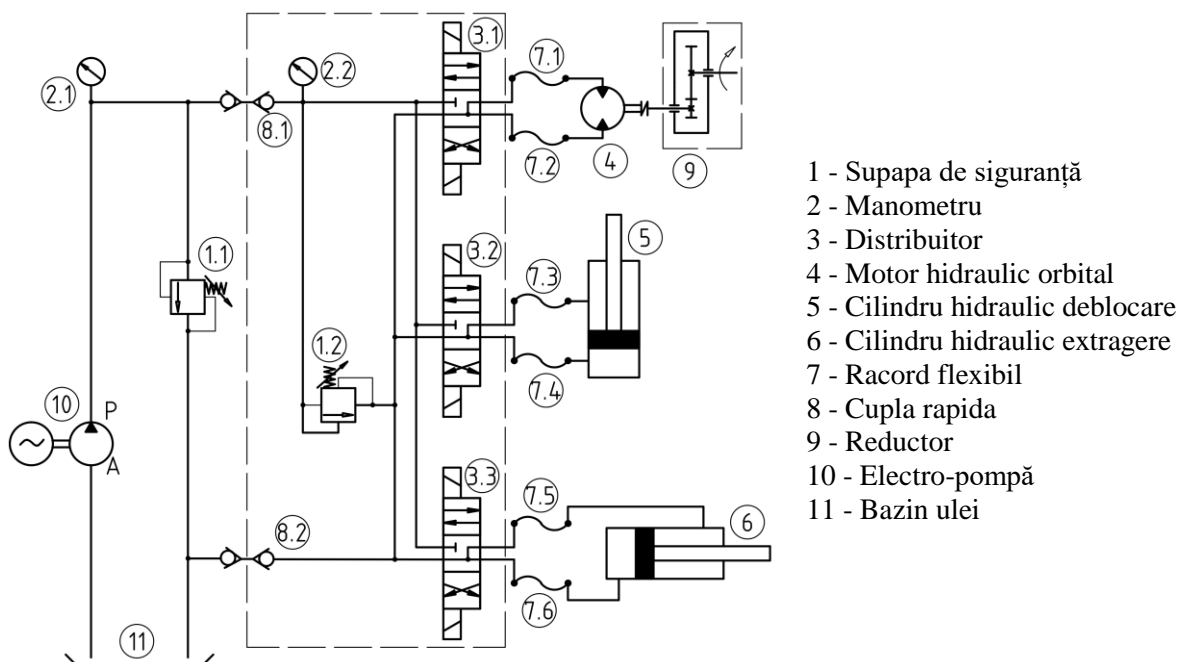 3.1
7.1
2.1
2.2
8.1
7.2
4
9
1.1
3.2
5
7.3
1.2
7.4
10
P
A
3.3
7.5
8.2
6
7.6
11
1 - Supapa de siguranță
2 - Manometru
3 - Distribuitor
4 - Motor hidraulic orbital
5 - Cilindru hidraulic deblocare
6 - Cilindru hidraulic extragere
7 - Racord flexibil
8 - Cupla rapida
9 - Reductor
10 - Electro-pompă
11 - Bazin ulei